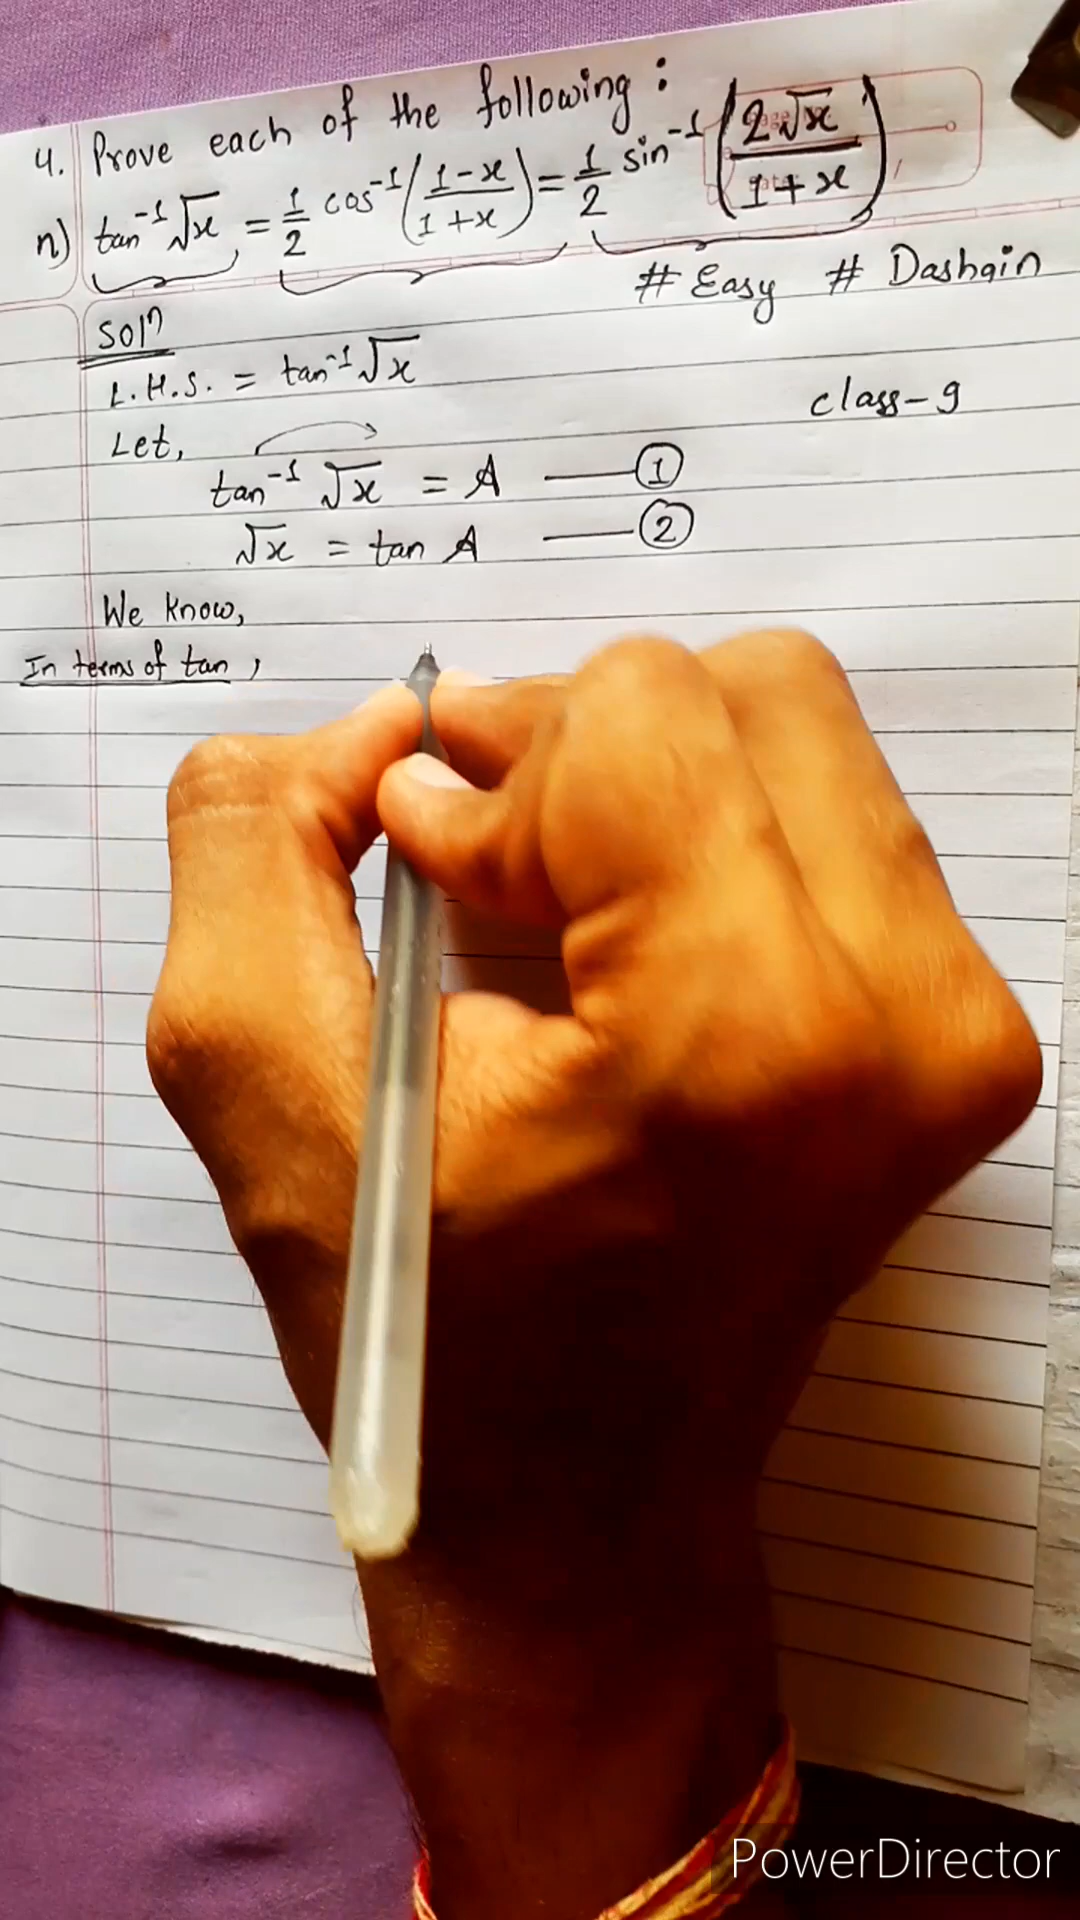 4. Prove each of the following :
n) tan⁻¹√x = 1/2 cos⁻¹((1-x)/(1+x)) = 1/2 sin⁻¹(2√x/(1+x))
# Easy # Dashain
Solⁿ
L.H.S. = tan⁻¹√x
class-9
Let,
tan⁻¹ √x = A —— ①
√x = tan A —— ②
We know,
In terms of tan,
PowerDirector